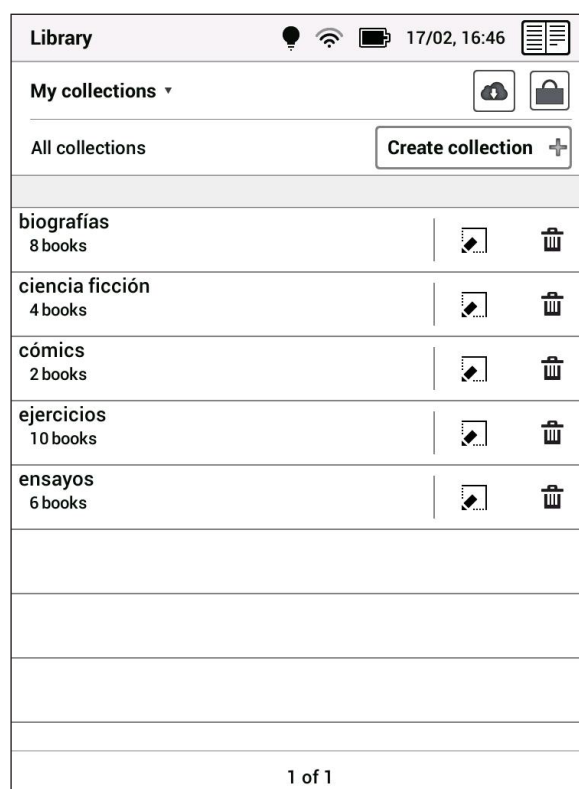 Library 17/02, 16:46
My collections
All collections Create collection
biografías
8 books
ciencia ficción
4 books
cómics
2 books
ejercicios
10 books
ensayos
6 books
1 of 1